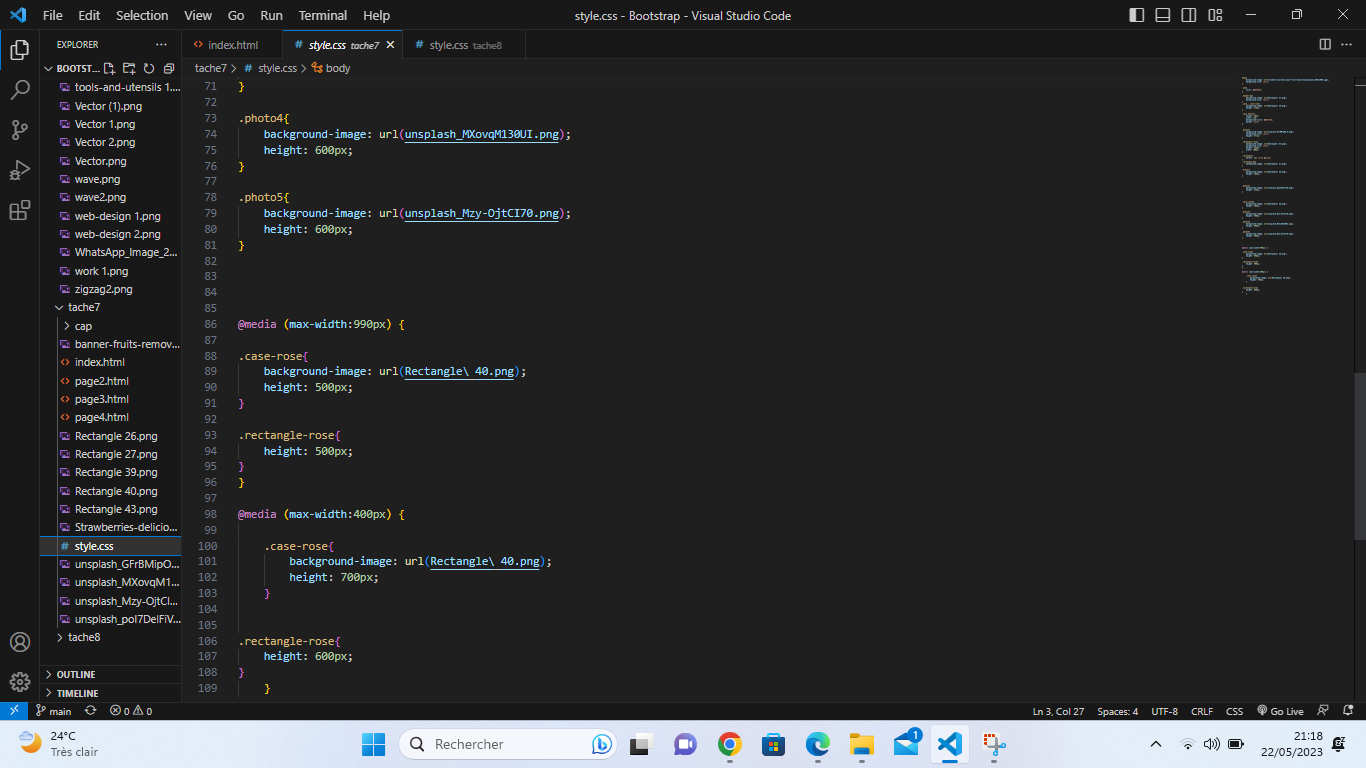 File Edit Selection View Go Run Terminal Help
style.css - Bootstrap - Visual Studio Code
EXPLORER
index.html
style.css tache7
style.css tache8
BOOTST...
tache7 > style.css > body
tools-and-utensils 1....
Vector (1).png
Vector 1.png
Vector 2.png
Vector.png
wave.png
wave2.png
web-design 1.png
web-design 2.png
WhatsApp_Image_2...
work 1.png
zigzag2.png
tache7
cap
banner-fruits-remov...
index.html
page2.html
page3.html
page4.html
Rectangle 26.png
Rectangle 27.png
Rectangle 39.png
Rectangle 40.png
Rectangle 43.png
Strawberries-delicio...
style.css
unsplash_GFrBMipO...
unsplash_MXovqM1...
unsplash_Mzy-OjtCI...
unsplash_poI7DelFiV...
tache8
OUTLINE
TIMELINE
71 }
72
73 .photo4{
74 background-image: url(unsplash_MXovqM130UI.png);
75 height: 600px;
76 }
77
78 .photo5{
79 background-image: url(unsplash_Mzy-OjtCI70.png);
80 height: 600px;
81 }
82
83
84
85
86 @media (max-width:990px) {
87
88 .case-rose{
89 background-image: url(Rectangle\ 40.png);
90 height: 500px;
91 }
92
93 .rectangle-rose{
94 height: 500px;
95 }
96 }
97
98 @media (max-width:400px) {
99
100 .case-rose{
101 background-image: url(Rectangle\ 40.png);
102 height: 700px;
103 }
104
105
106 .rectangle-rose{
107 height: 600px;
108 }
109 }
main 0 0
Ln 3, Col 27 Spaces: 4 UTF-8 CRLF CSS Go Live
24°C
Très clair
Rechercher
1
21:18
22/05/2023